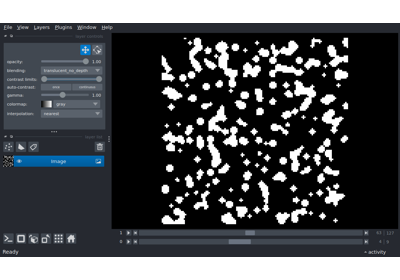 File View Layers Plugins Window Help
opacity: 1.00
blending: translucent_no_depth
contrast limits:
auto-contrast: once continuous
gamma: 1.00
colormap: gray
interpolation: nearest
Image
1
0
Ready activity